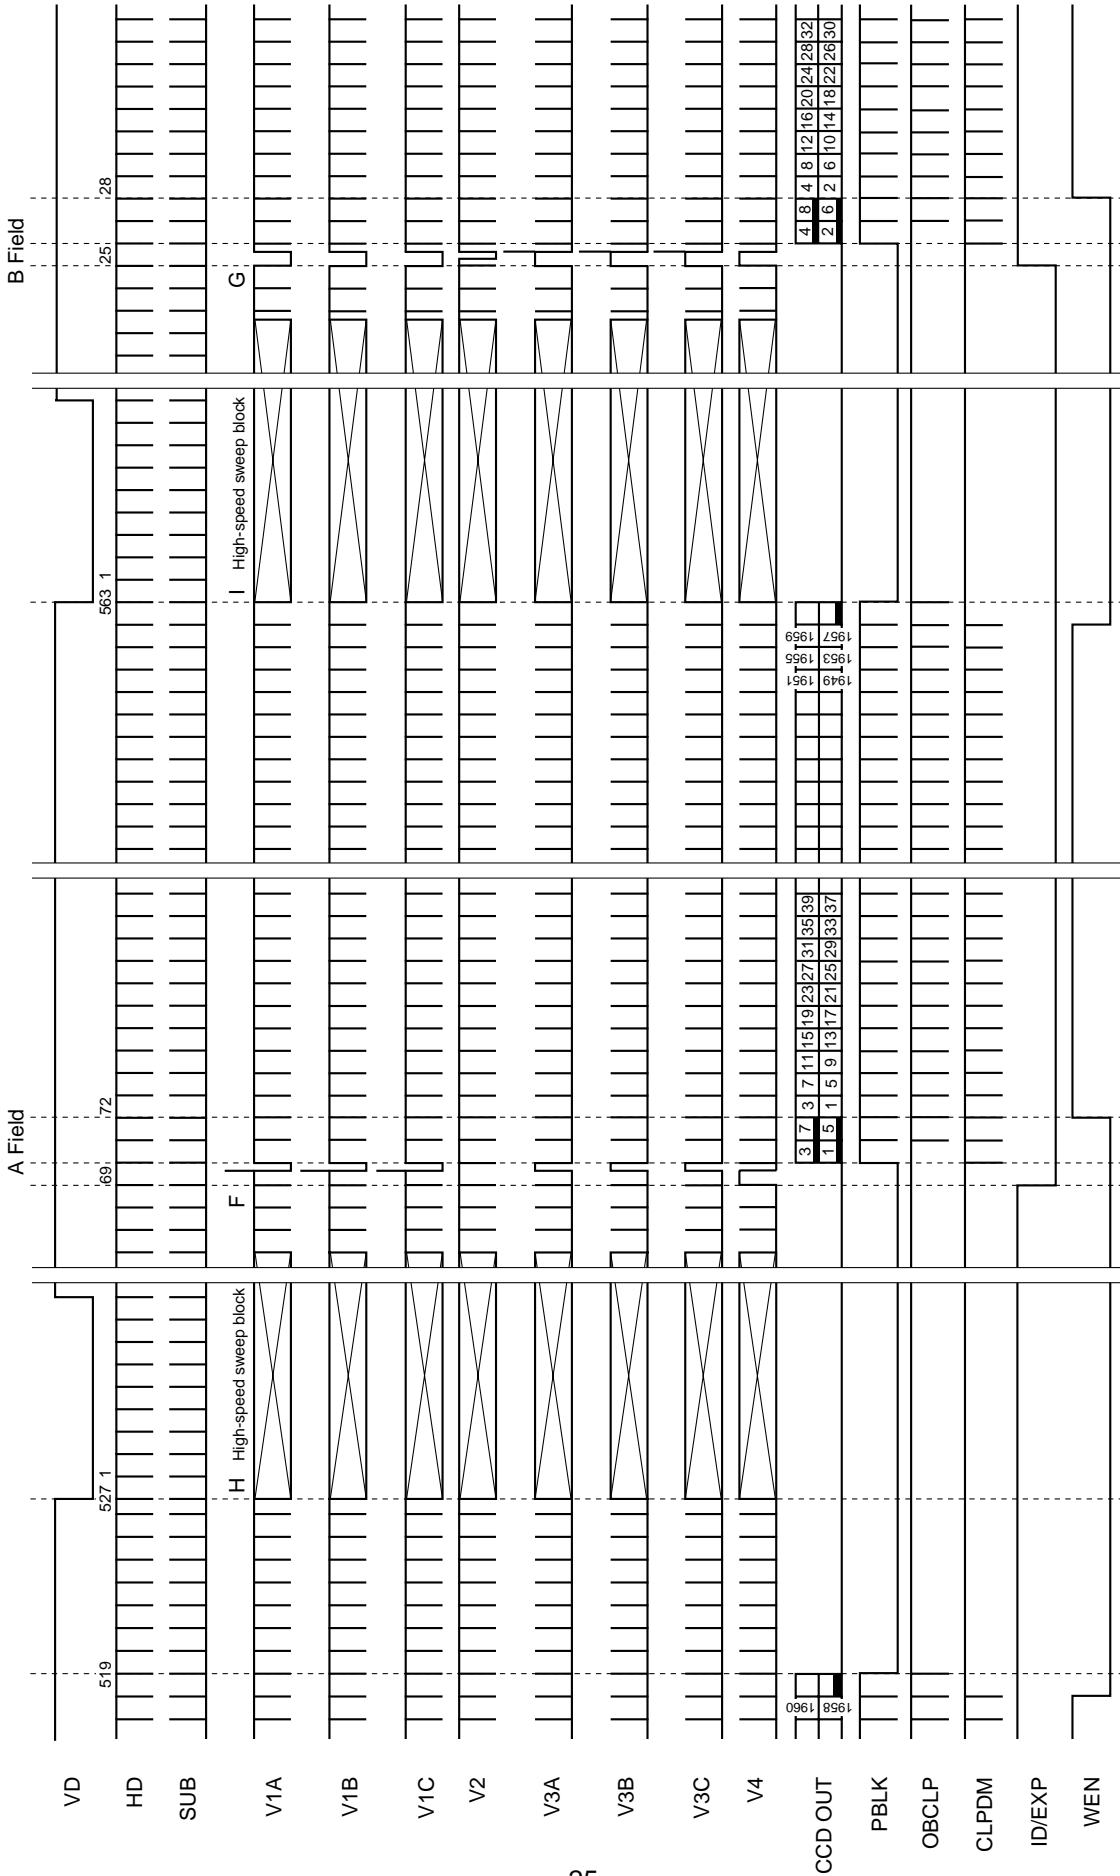 A Field
B Field
519
527 1
69
72
563 1
25
28
VD
HD
SUB
H High-speed sweep block
F
I High-speed sweep block
G
V1A
V1B
V1C
V2
V3A
V3B
V3C
V4
CCD OUT
1960
3 7 3 7 11 15 19 23 27 31 35 39
1951 1955 1959
4 8 4 8 12 16 20 24 28 32
1958
1 5 1 5 9 13 17 21 25 29 33 37
1949 1953 1957
2 6 2 6 10 14 18 22 26 30
PBLK
OBCLP
CLPDM
ID/EXP
WEN